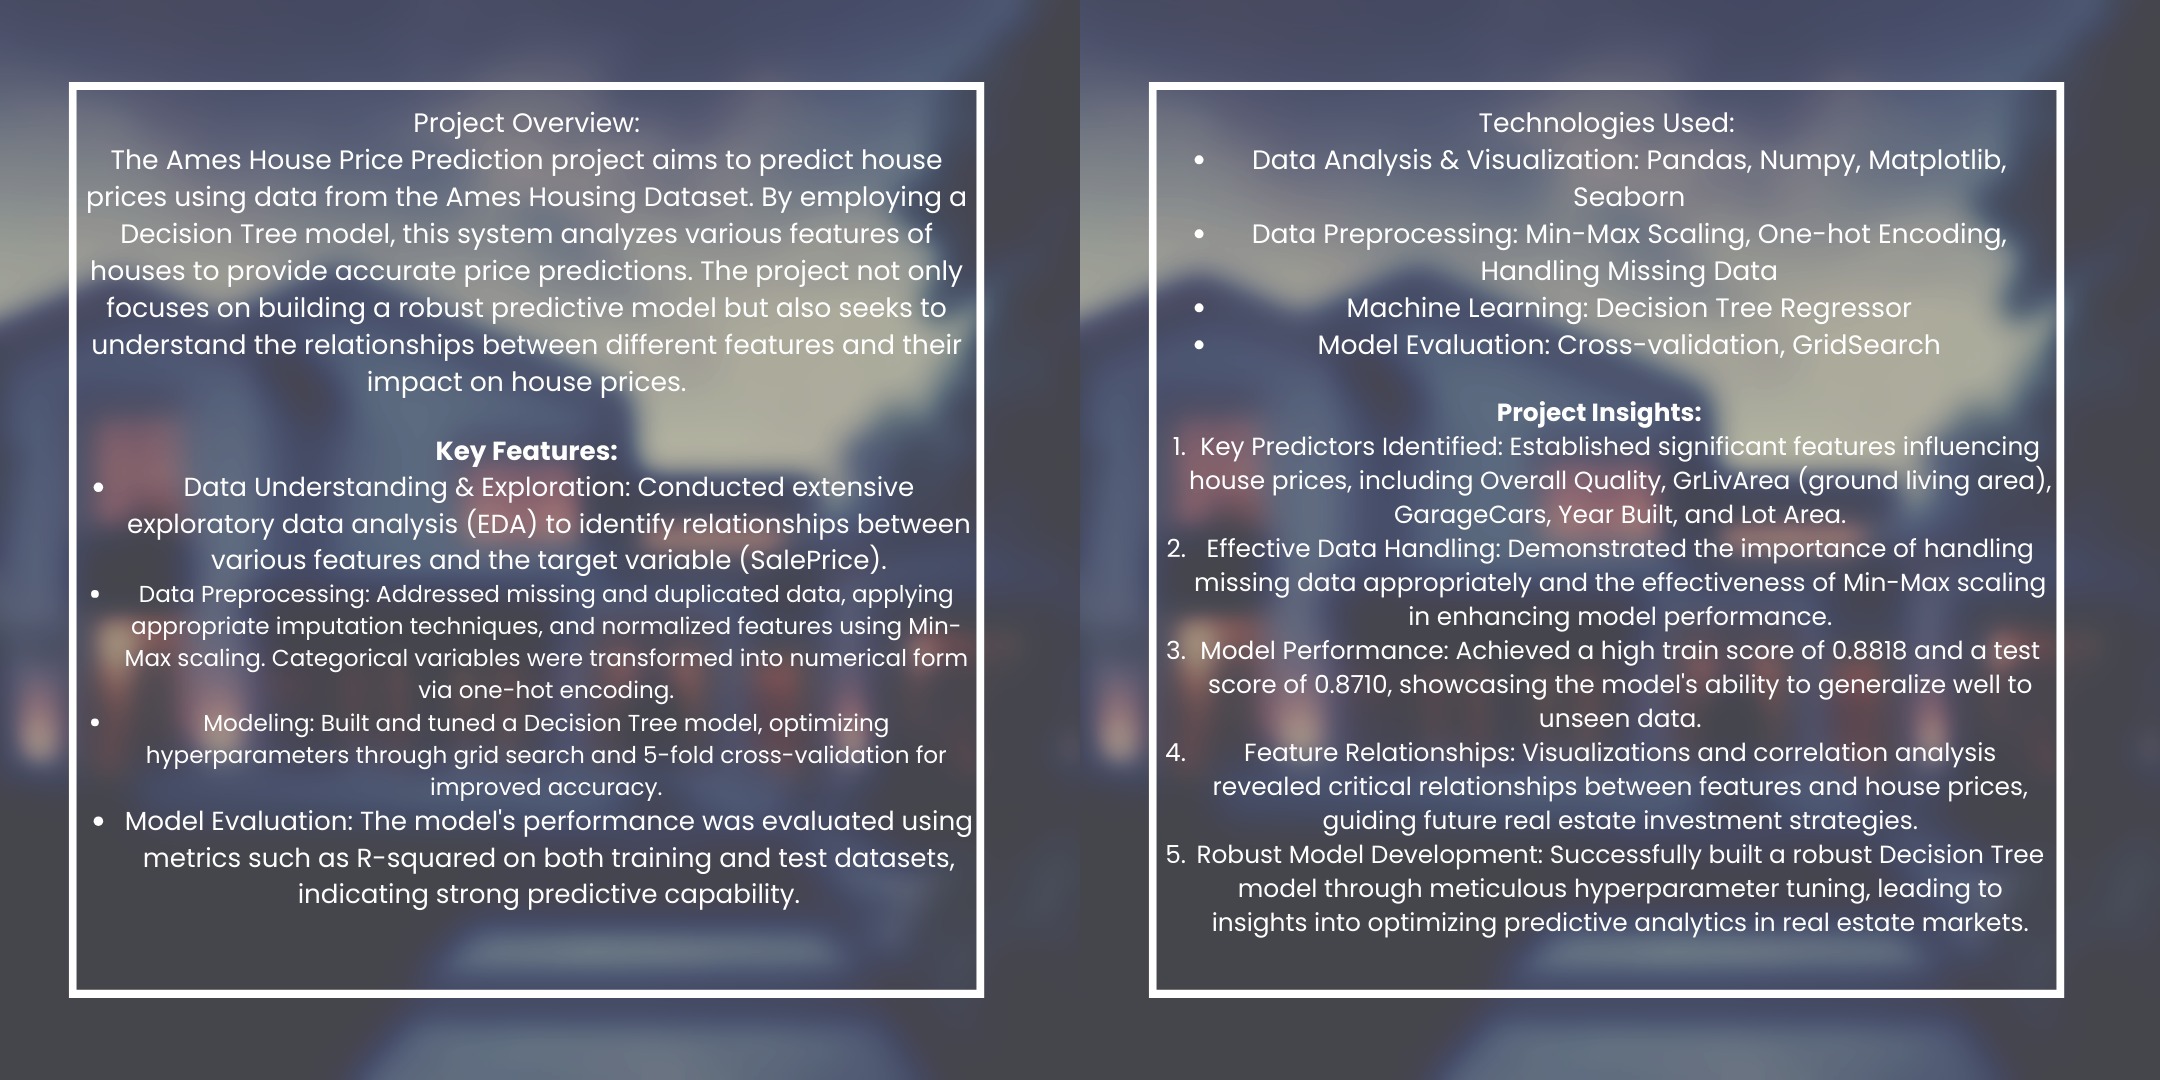 Project Overview:
The Ames House Price Prediction project aims to predict house
prices using data from the Ames Housing Dataset. By employing a
Decision Tree model, this system analyzes various features of
houses to provide accurate price predictions. The project not only
focuses on building a robust predictive model but also seeks to
understand the relationships between different features and their
impact on house prices.
Key Features:
• Data Understanding & Exploration: Conducted extensive
exploratory data analysis (EDA) to identify relationships between
various features and the target variable (SalePrice).
• Data Preprocessing: Addressed missing and duplicated data, applying
appropriate imputation techniques, and normalized features using Min-
Max scaling. Categorical variables were transformed into numerical form
via one-hot encoding.
• Modeling: Built and tuned a Decision Tree model, optimizing
hyperparameters through grid search and 5-fold cross-validation for
improved accuracy.
• Model Evaluation: The model's performance was evaluated using
metrics such as R-squared on both training and test datasets,
indicating strong predictive capability.
Technologies Used:
• Data Analysis & Visualization: Pandas, Numpy, Matplotlib,
Seaborn
• Data Preprocessing: Min-Max Scaling, One-hot Encoding,
Handling Missing Data
• Machine Learning: Decision Tree Regressor
• Model Evaluation: Cross-validation, GridSearch
Project Insights:
1. Key Predictors Identified: Established significant features influencing
house prices, including Overall Quality, GrLivArea (ground living area),
GarageCars, Year Built, and Lot Area.
2. Effective Data Handling: Demonstrated the importance of handling
missing data appropriately and the effectiveness of Min-Max scaling
in enhancing model performance.
3. Model Performance: Achieved a high train score of 0.8818 and a test
score of 0.8710, showcasing the model's ability to generalize well to
unseen data.
4. Feature Relationships: Visualizations and correlation analysis
revealed critical relationships between features and house prices,
guiding future real estate investment strategies.
5. Robust Model Development: Successfully built a robust Decision Tree
model through meticulous hyperparameter tuning, leading to
insights into optimizing predictive analytics in real estate markets.